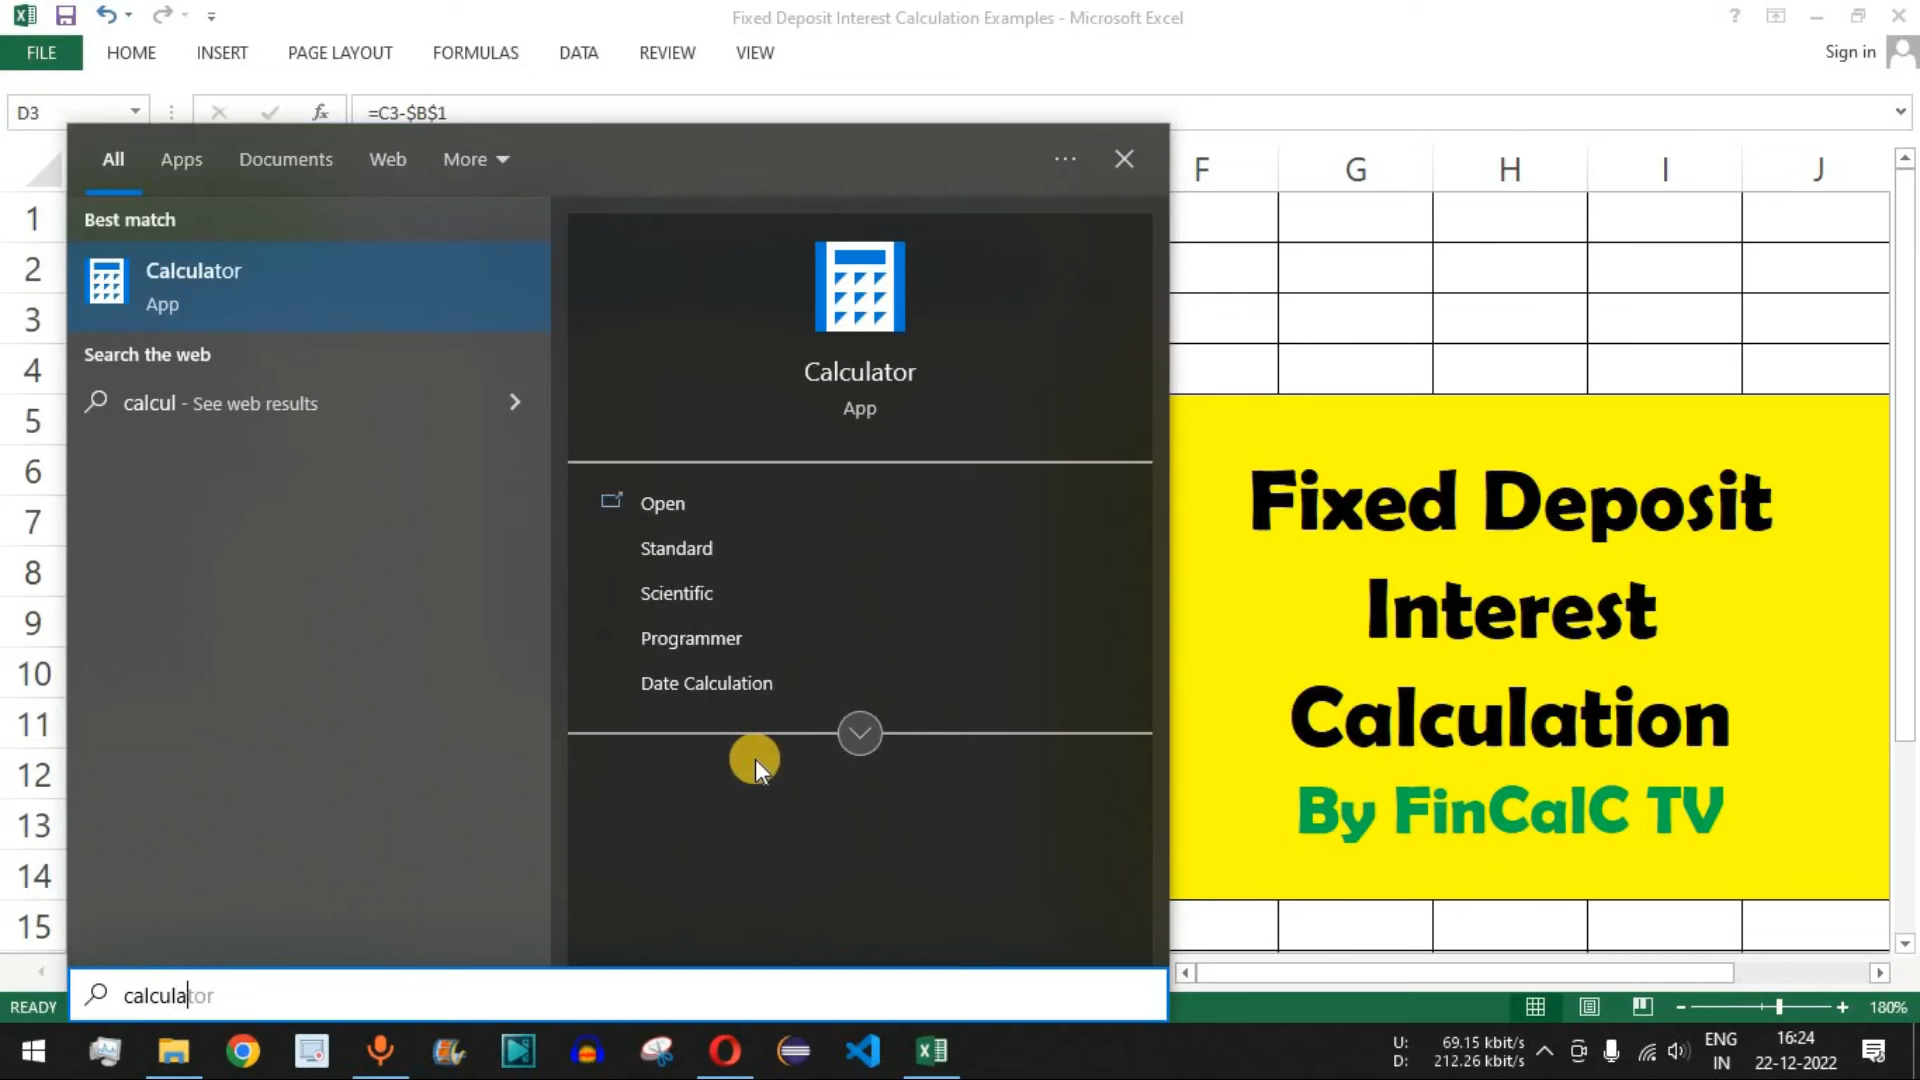 Fixed Deposit Interest Calculation Examples - Microsoft Excel
?
FILE HOME INSERT PAGE LAYOUT FORMULAS DATA REVIEW VIEW Sign in
D3 fx =C3-$B$1
All Apps Documents Web More
F G H I J
1
2
3
4
5
6
7
8
9
10
11
12
13
14
15
Best match
Calculator
App
Search the web
calcul - See web results
Calculator
App
Open
Standard
Scientific
Programmer
Date Calculation
Fixed Deposit
Interest
Calculation
By FinCalC TV
calculator
READY 180%
U: 69.15 kbit/s
D: 212.26 kbit/s
ENG
IN
16:24
22-12-2022